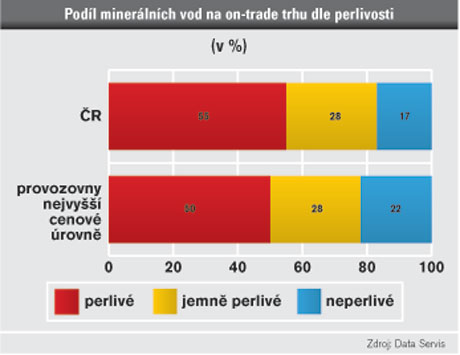 Podíl minerálních vod na on-trade trhu dle perlivosti
(v %)
ČR
55
28
17
provozovny
nejvyšší
cenové
úrovně
50
28
22
0 20 40 60 80 100
perlivé jemně perlivé neperlivé
Zdroj: Data Servis